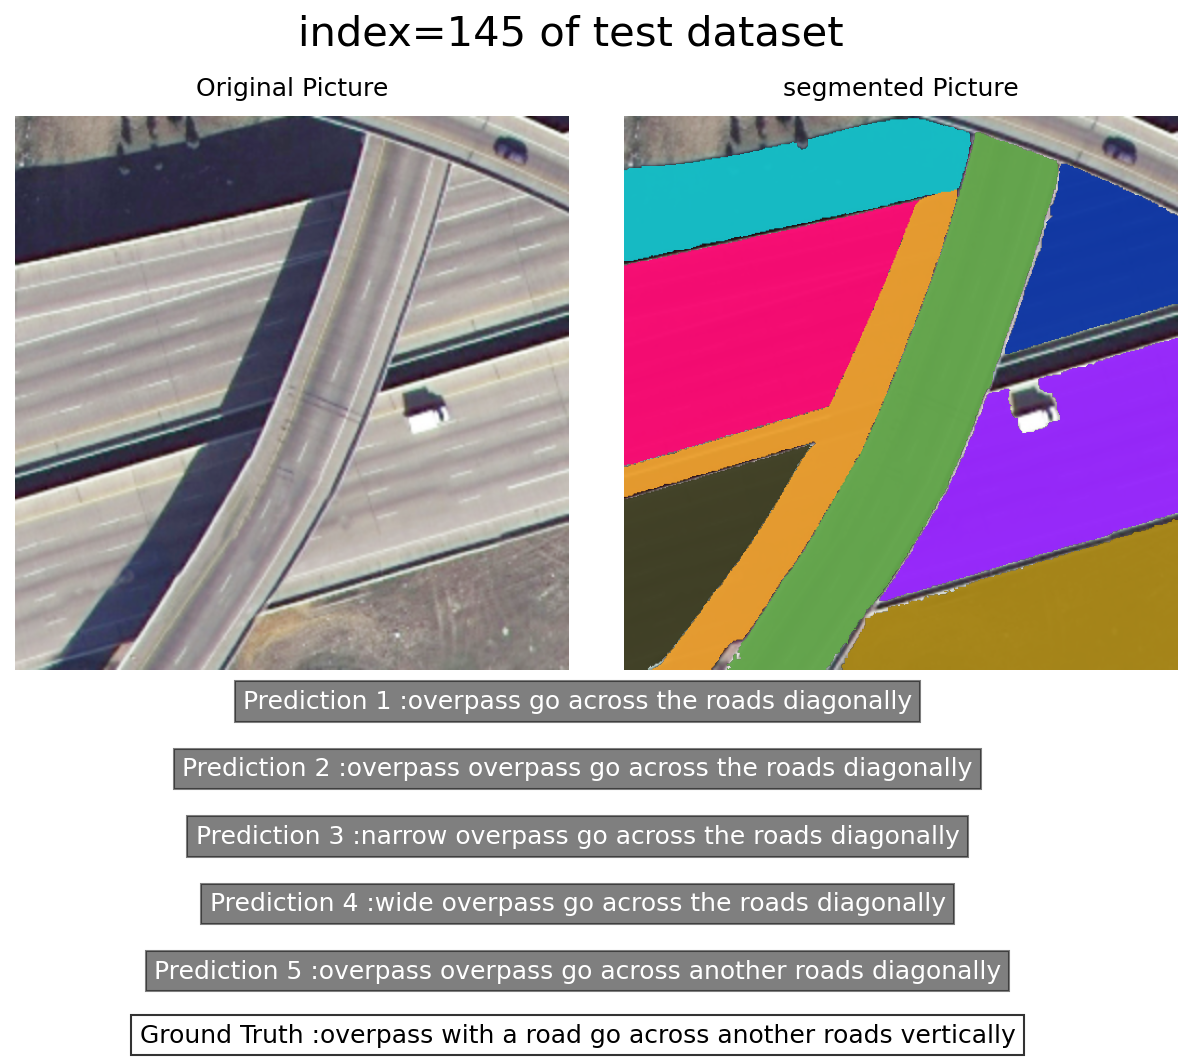 index=145 of test dataset
Original Picture
segmented Picture
Prediction 1 :overpass go across the roads diagonally
Prediction 2 :overpass overpass go across the roads diagonally
Prediction 3 :narrow overpass go across the roads diagonally
Prediction 4 :wide overpass go across the roads diagonally
Prediction 5 :overpass overpass go across another roads diagonally
Ground Truth :overpass with a road go across another roads vertically